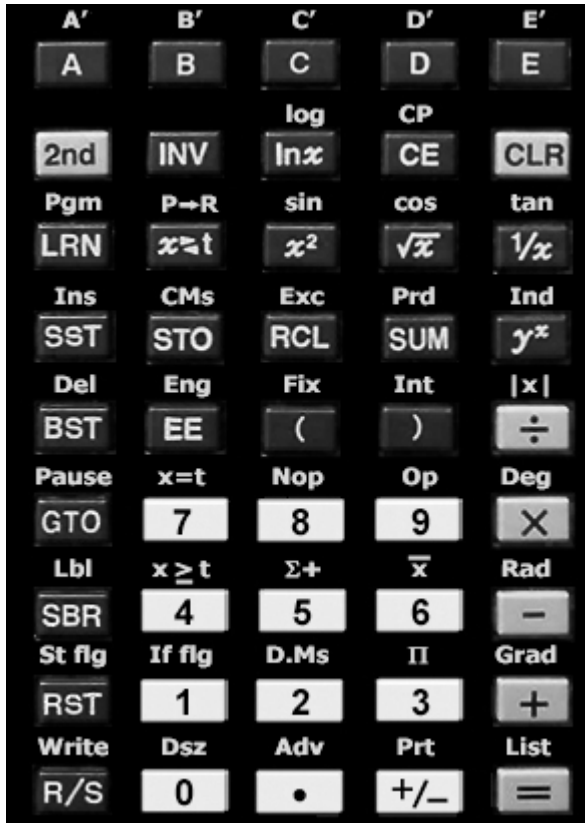 A′ B′ C′ D′ E′
A B C D E
log CP
2nd INV lnx CE CLR
Pgm P→R sin cos tan
LRN x⇄t x² √x 1/x
Ins CMs Exc Prd Ind
SST STO RCL SUM yˣ
Del Eng Fix Int |x|
BST EE ( ) ÷
Pause x=t Nop Op Deg
GTO 7 8 9 ×
Lbl x≥t Σ+ x̅ Rad
SBR 4 5 6 −
St flg If flg D.Ms π Grad
RST 1 2 3 +
Write Dsz Adv Prt List
R/S 0 • +/− =